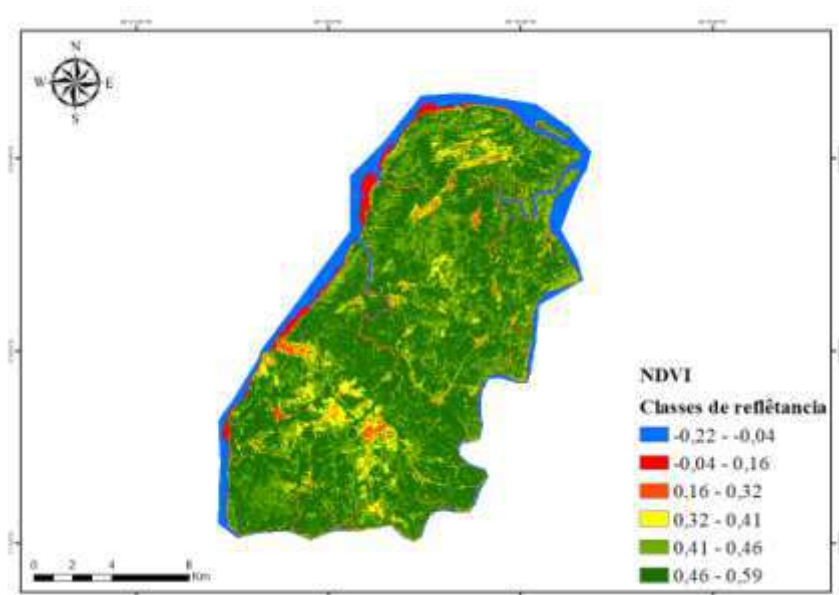 N
W E
S
NDVI
Classes de reflêtancia
-0,22 - -0,04
-0,04 - 0,16
0,16 - 0,32
0,32 - 0,41
0,41 - 0,46
0,46 - 0,59
0 2 4 8
Km